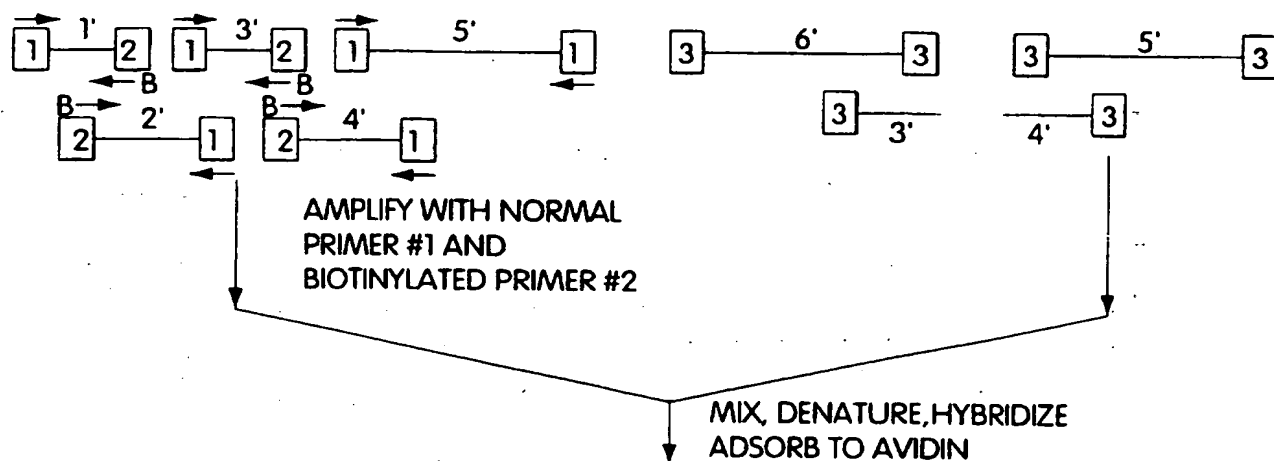 1' 3' 5' 6' 5'
1 2 1 2 1 1 3 3 3 3
B B
B B 3 3
2' 4' 3' 4'
2 1 2 1
AMPLIFY WITH NORMAL
PRIMER #1 AND
BIOTINYLATED PRIMER #2
MIX, DENATURE, HYBRIDIZE
ADSORB TO AVIDIN